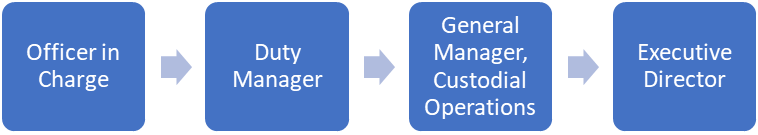 Officer in
Charge
Duty
Manager
General
Manager,
Custodial
Operations
Executive
Director